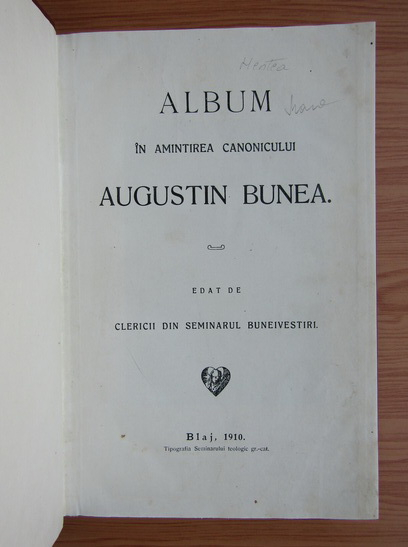 Mentea
ALBUM
ÎN AMINTIREA CANONICULUI
AUGUSTIN BUNEA.
EDAT DE
CLERICII DIN SEMINARUL BUNEIVESTIRI.
Blaj, 1910.
Tipografia Seminarului teologic gr.-cat.